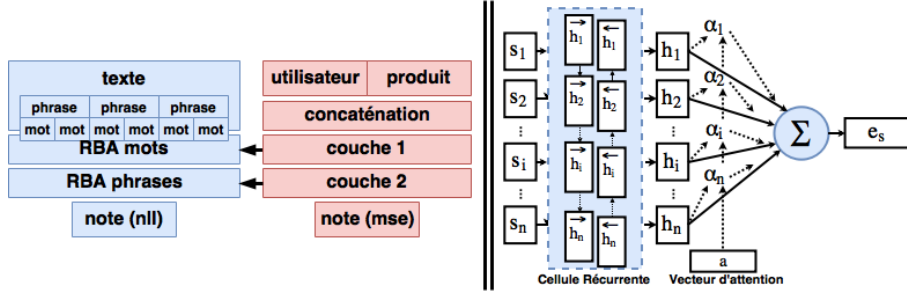 texte
phrase phrase phrase
mot mot mot mot mot mot
RBA mots
RBA phrases
note (nll)
utilisateur produit
concaténation
couche 1
couche 2
note (mse)
s1 h1 h1 h1 α1
s2 h2 h2 h2 α2
si hi hi hi αi
sn hn hn hn αn
Σ
es
a
Cellule Récurrente
Vecteur d'attention